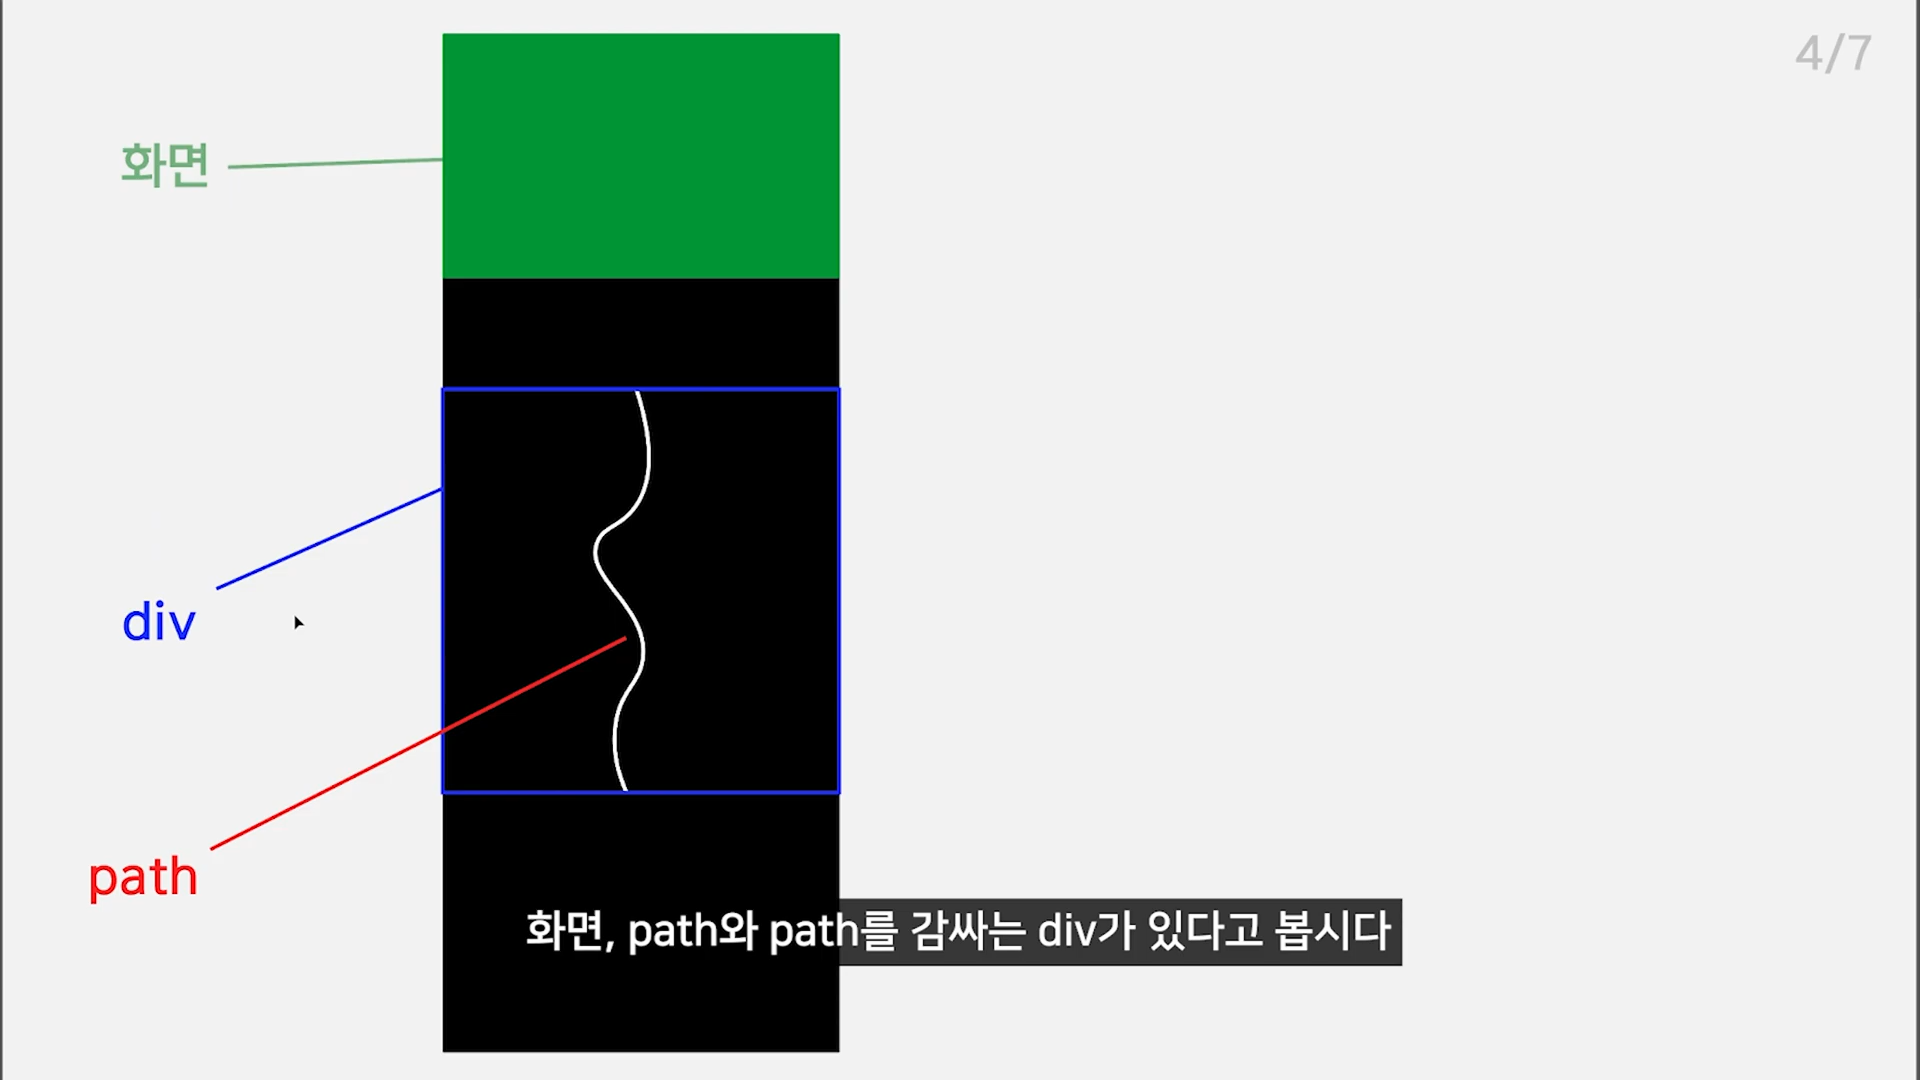 4/7
화면
div
path
화면, path와 path를 감싸는 div가 있다고 봅시다